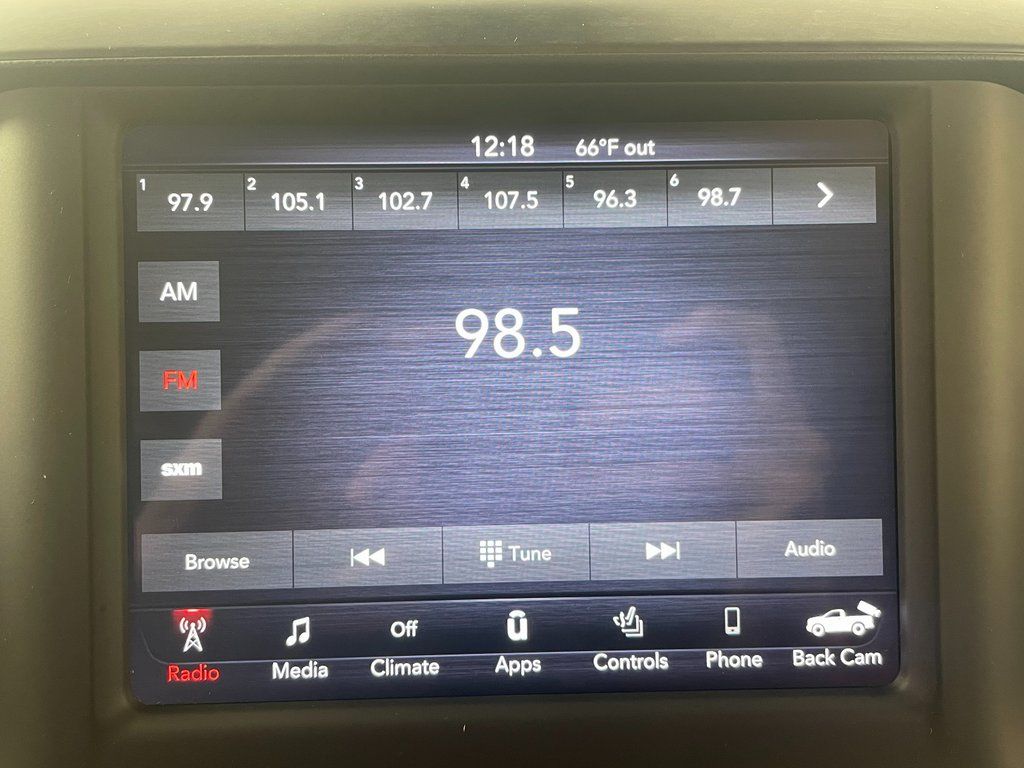 12:18 66°F out
1 97.9 2 105.1 3 102.7 4 107.5 5 96.3 6 98.7
AM
98.5
FM
sxm
Browse Tune Audio
Off
Radio Media Climate Apps Controls Phone Back Cam